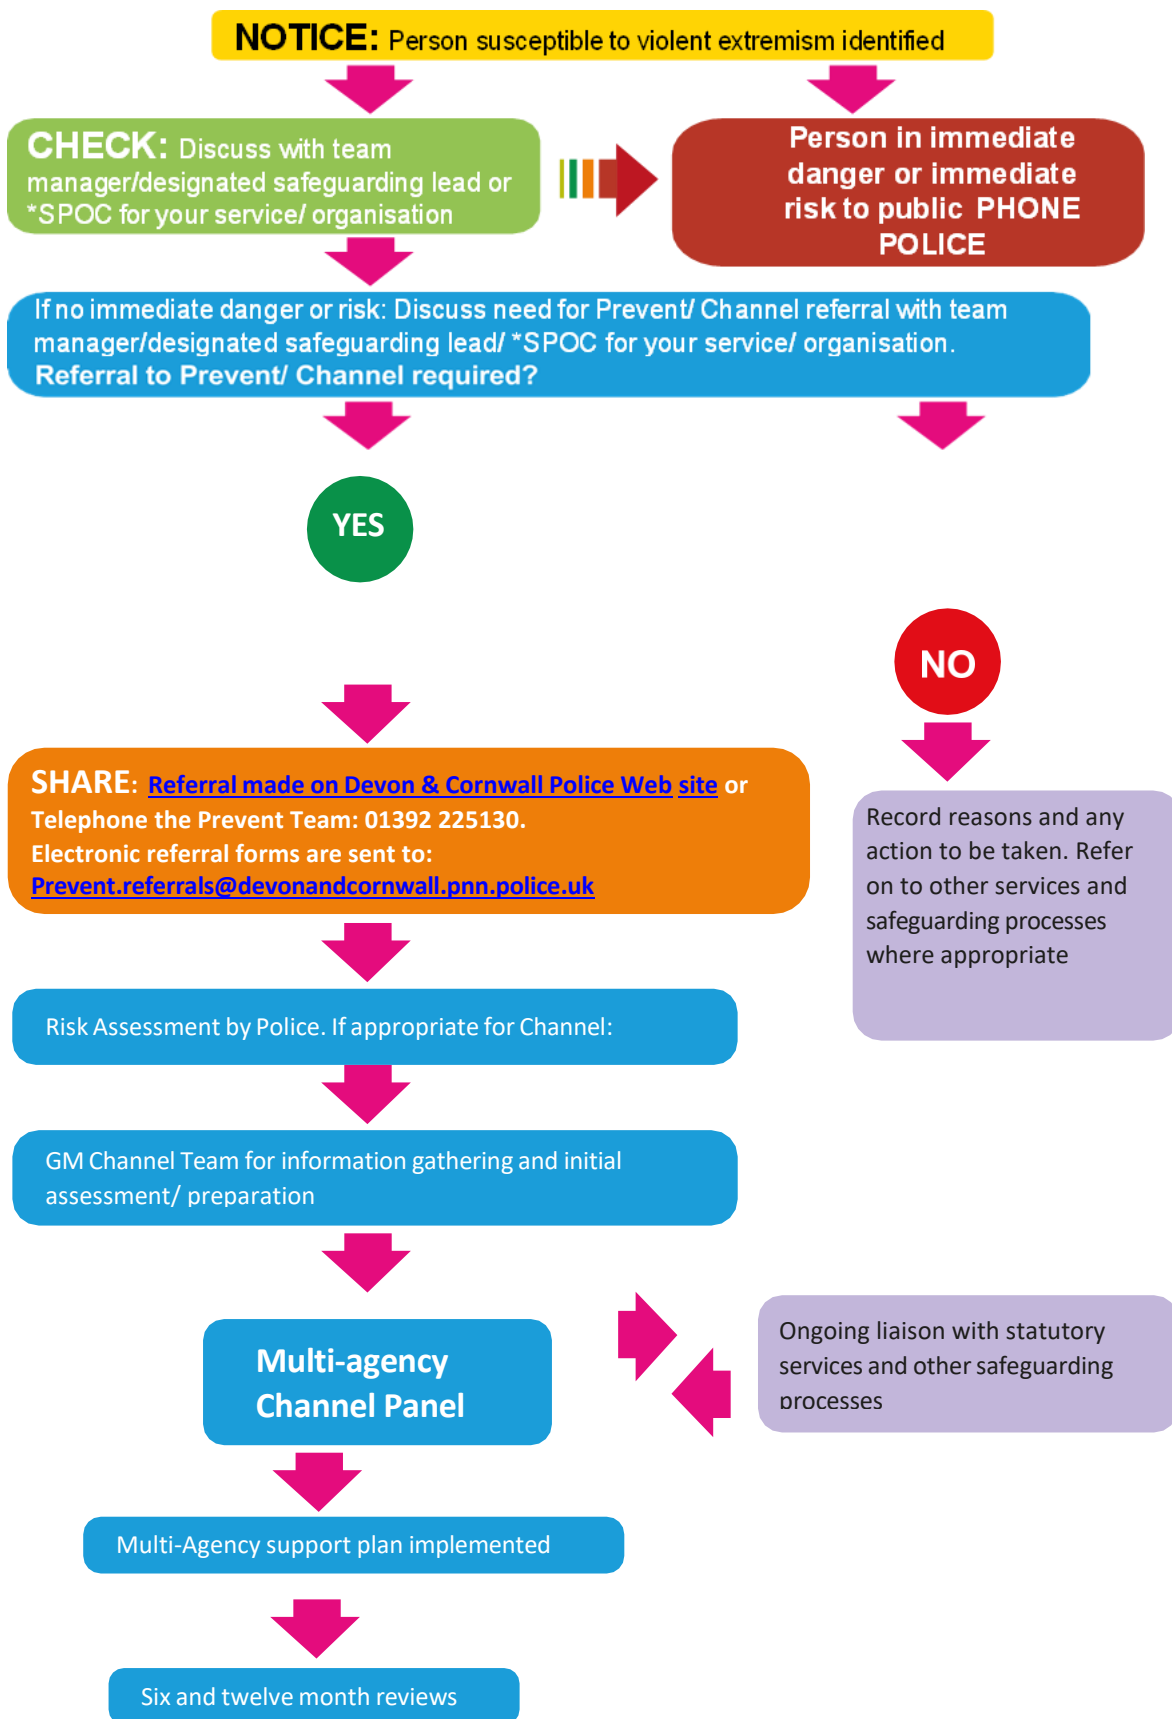 NOTICE: Person susceptible to violent extremism identified
CHECK: Discuss with team
manager/designated safeguarding lead or
*SPOC for your service/ organisation
Person in immediate
danger or immediate
risk to public PHONE
POLICE
If no immediate danger or risk: Discuss need for Prevent/ Channel referral with team
manager/designated safeguarding lead/ *SPOC for your service/ organisation.
Referral to Prevent/ Channel required?
YES
NO
SHARE: Referral made on Devon & Cornwall Police Web site or
Telephone the Prevent Team: 01392 225130.
Electronic referral forms are sent to:
Prevent.referrals@devonandcornwall.pnn.police.uk
Record reasons and any
action to be taken. Refer
on to other services and
safeguarding processes
where appropriate
Risk Assessment by Police. If appropriate for Channel:
GM Channel Team for information gathering and initial
assessment/ preparation
Multi-agency
Channel Panel
Ongoing liaison with statutory
services and other safeguarding
processes
Multi-Agency support plan implemented
Six and twelve month reviews